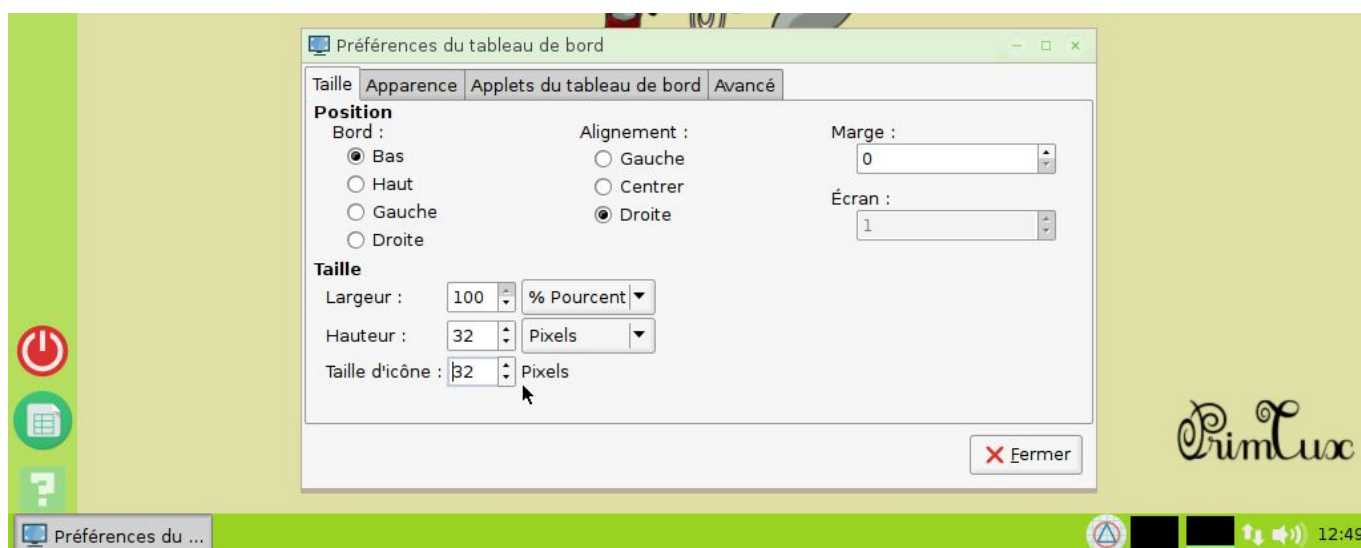 Préférences du tableau de bord
Taille Apparence Applets du tableau de bord Avancé
Position
Bord : Alignement : Marge :
Bas Gauche 0
Haut Centrer
Écran :
Gauche Droite 1
Droite
Taille
Largeur : 100 % Pourcent
Hauteur : 32 Pixels
Taille d'icône : 32 Pixels
Fermer
PrimTux
?
Préférences du ... 12:49